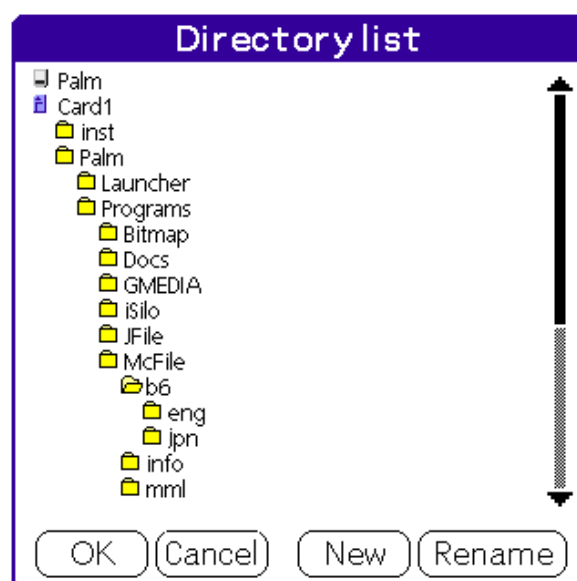 Directory list
Palm
Card1
inst
Palm
Launcher
Programs
Bitmap
Docs
GMEDIA
iSilo
JFile
McFile
b6
eng
jpn
info
mml
OK Cancel New Rename